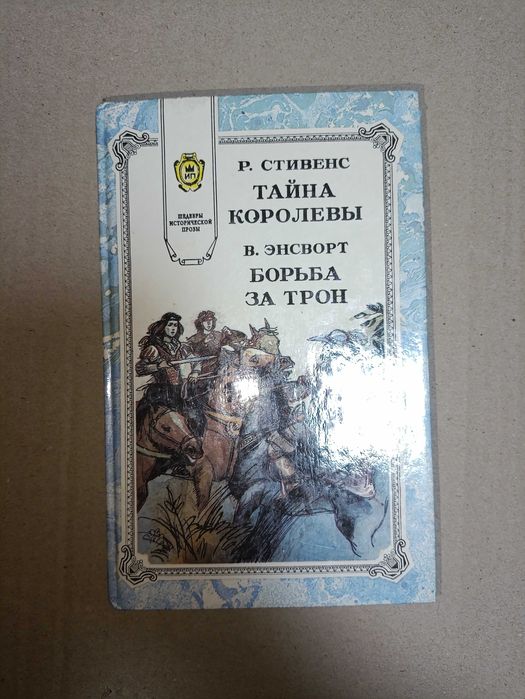 ИП
ШЕДЕВРЫ
ИСТОРИЧЕСКОЙ
ПРОЗЫ
Р. СТИВЕНС
ТАЙНА
КОРОЛЕВЫ
В. ЭНСВОРТ
БОРЬБА
ЗА ТРОН